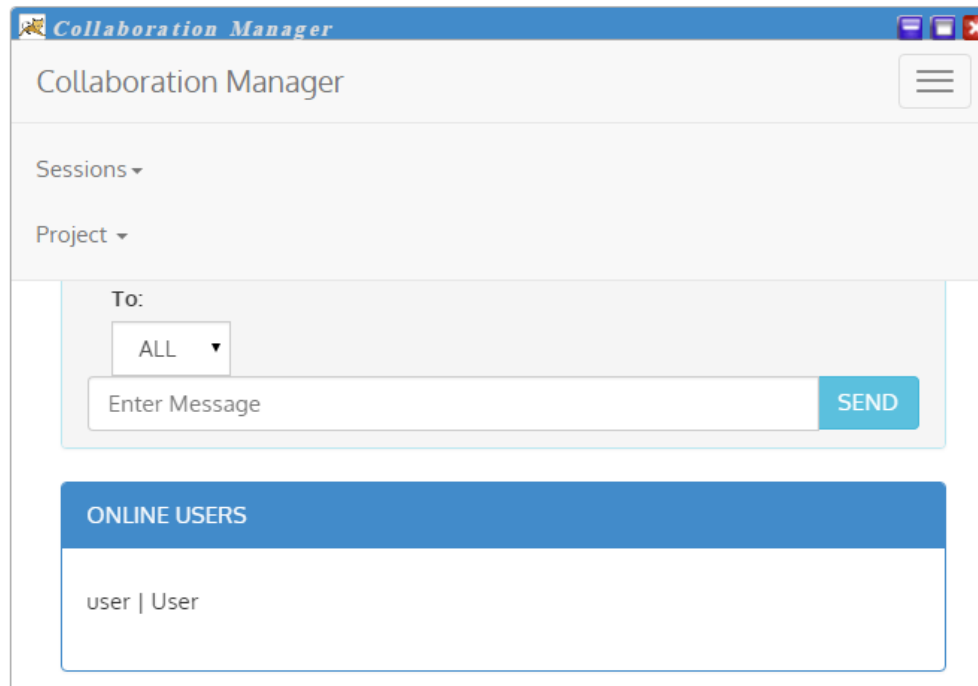 Collaboration Manager
Collaboration Manager
Sessions
Project
To:
ALL
Enter Message SEND
ONLINE USERS
user | User